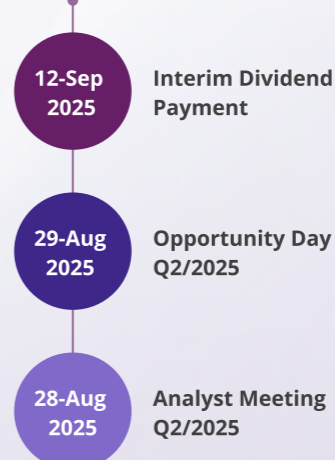 12-Sep
2025
Interim Dividend
Payment
29-Aug
2025
Opportunity Day
Q2/2025
28-Aug
2025
Analyst Meeting
Q2/2025